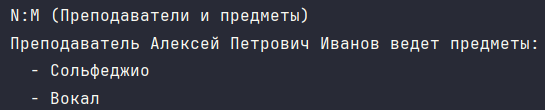 N:M (Преподаватели и предметы)
Преподаватель Алексей Петрович Иванов ведет предметы:
- Сольфеджио
- Вокал